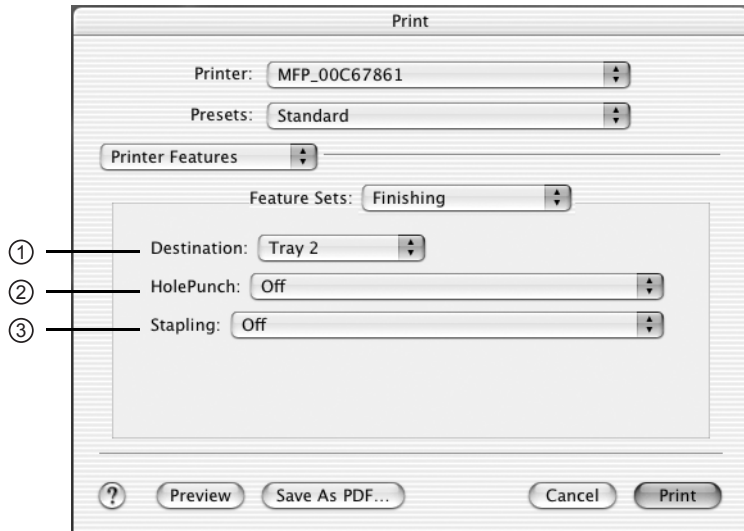 Print
Printer: MFP_00C67861
Presets: Standard
Printer Features
Feature Sets: Finishing
① Destination: Tray 2
② HolePunch: Off
③ Stapling: Off
? Preview Save As PDF... Cancel Print